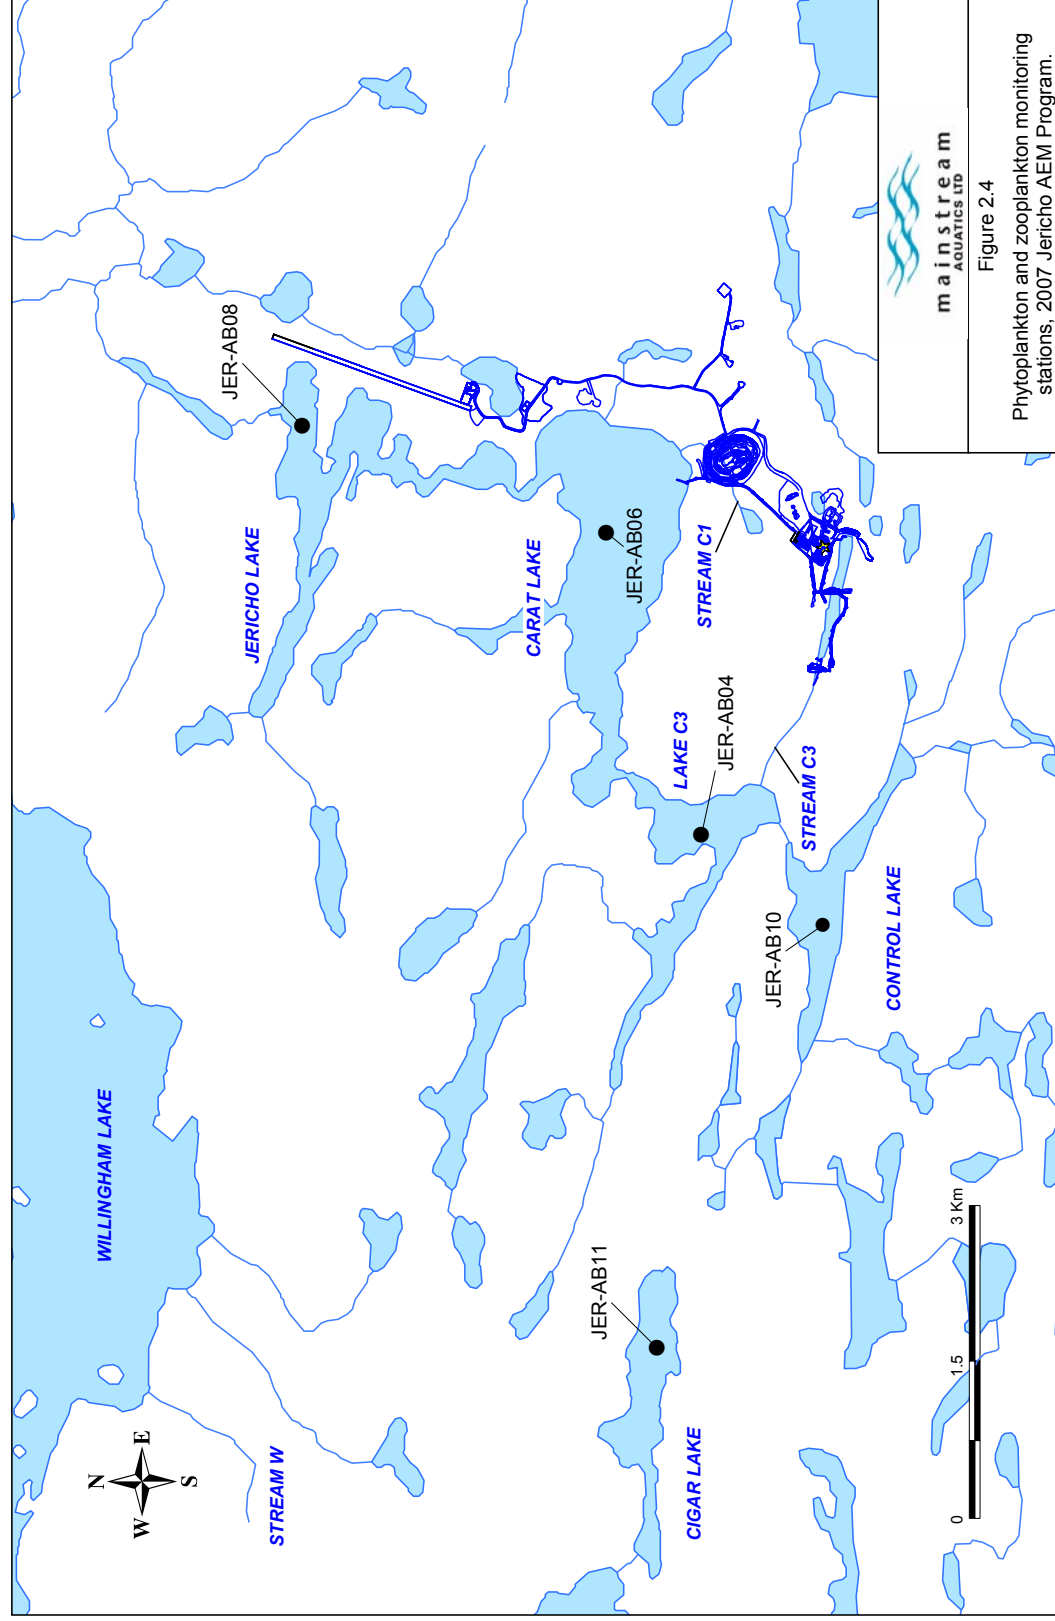 WILLINGHAM LAKE
N
W
E
S
STREAM W
JERICHO LAKE
JER-AB08
CARAT LAKE
JER-AB06
STREAM C1
LAKE C3
JER-AB04
STREAM C3
JER-AB10
CONTROL LAKE
JER-AB11
CIGAR LAKE
0
1.5
3 Km
mainstream
AQUATICS LTD
Figure 2.4
Phytoplankton and zooplankton monitoring
stations, 2007 Jericho AEM Program.